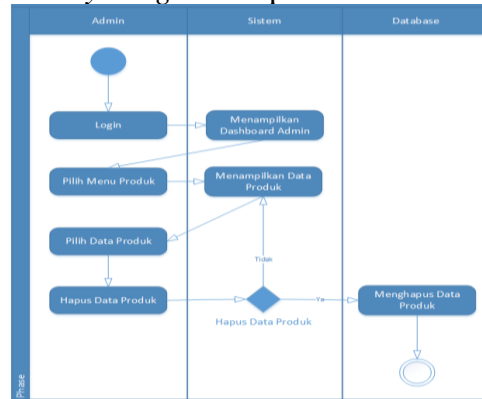 Admin
Sistem
Database
Login
Menampilkan
Dashboard Admin
Pilih Menu Produk
Menampilkan Data
Produk
Pilih Data Produk
Tidak
Hapus Data Produk
Ya
Menghapus Data
Produk
Hapus Data Produk
Phase